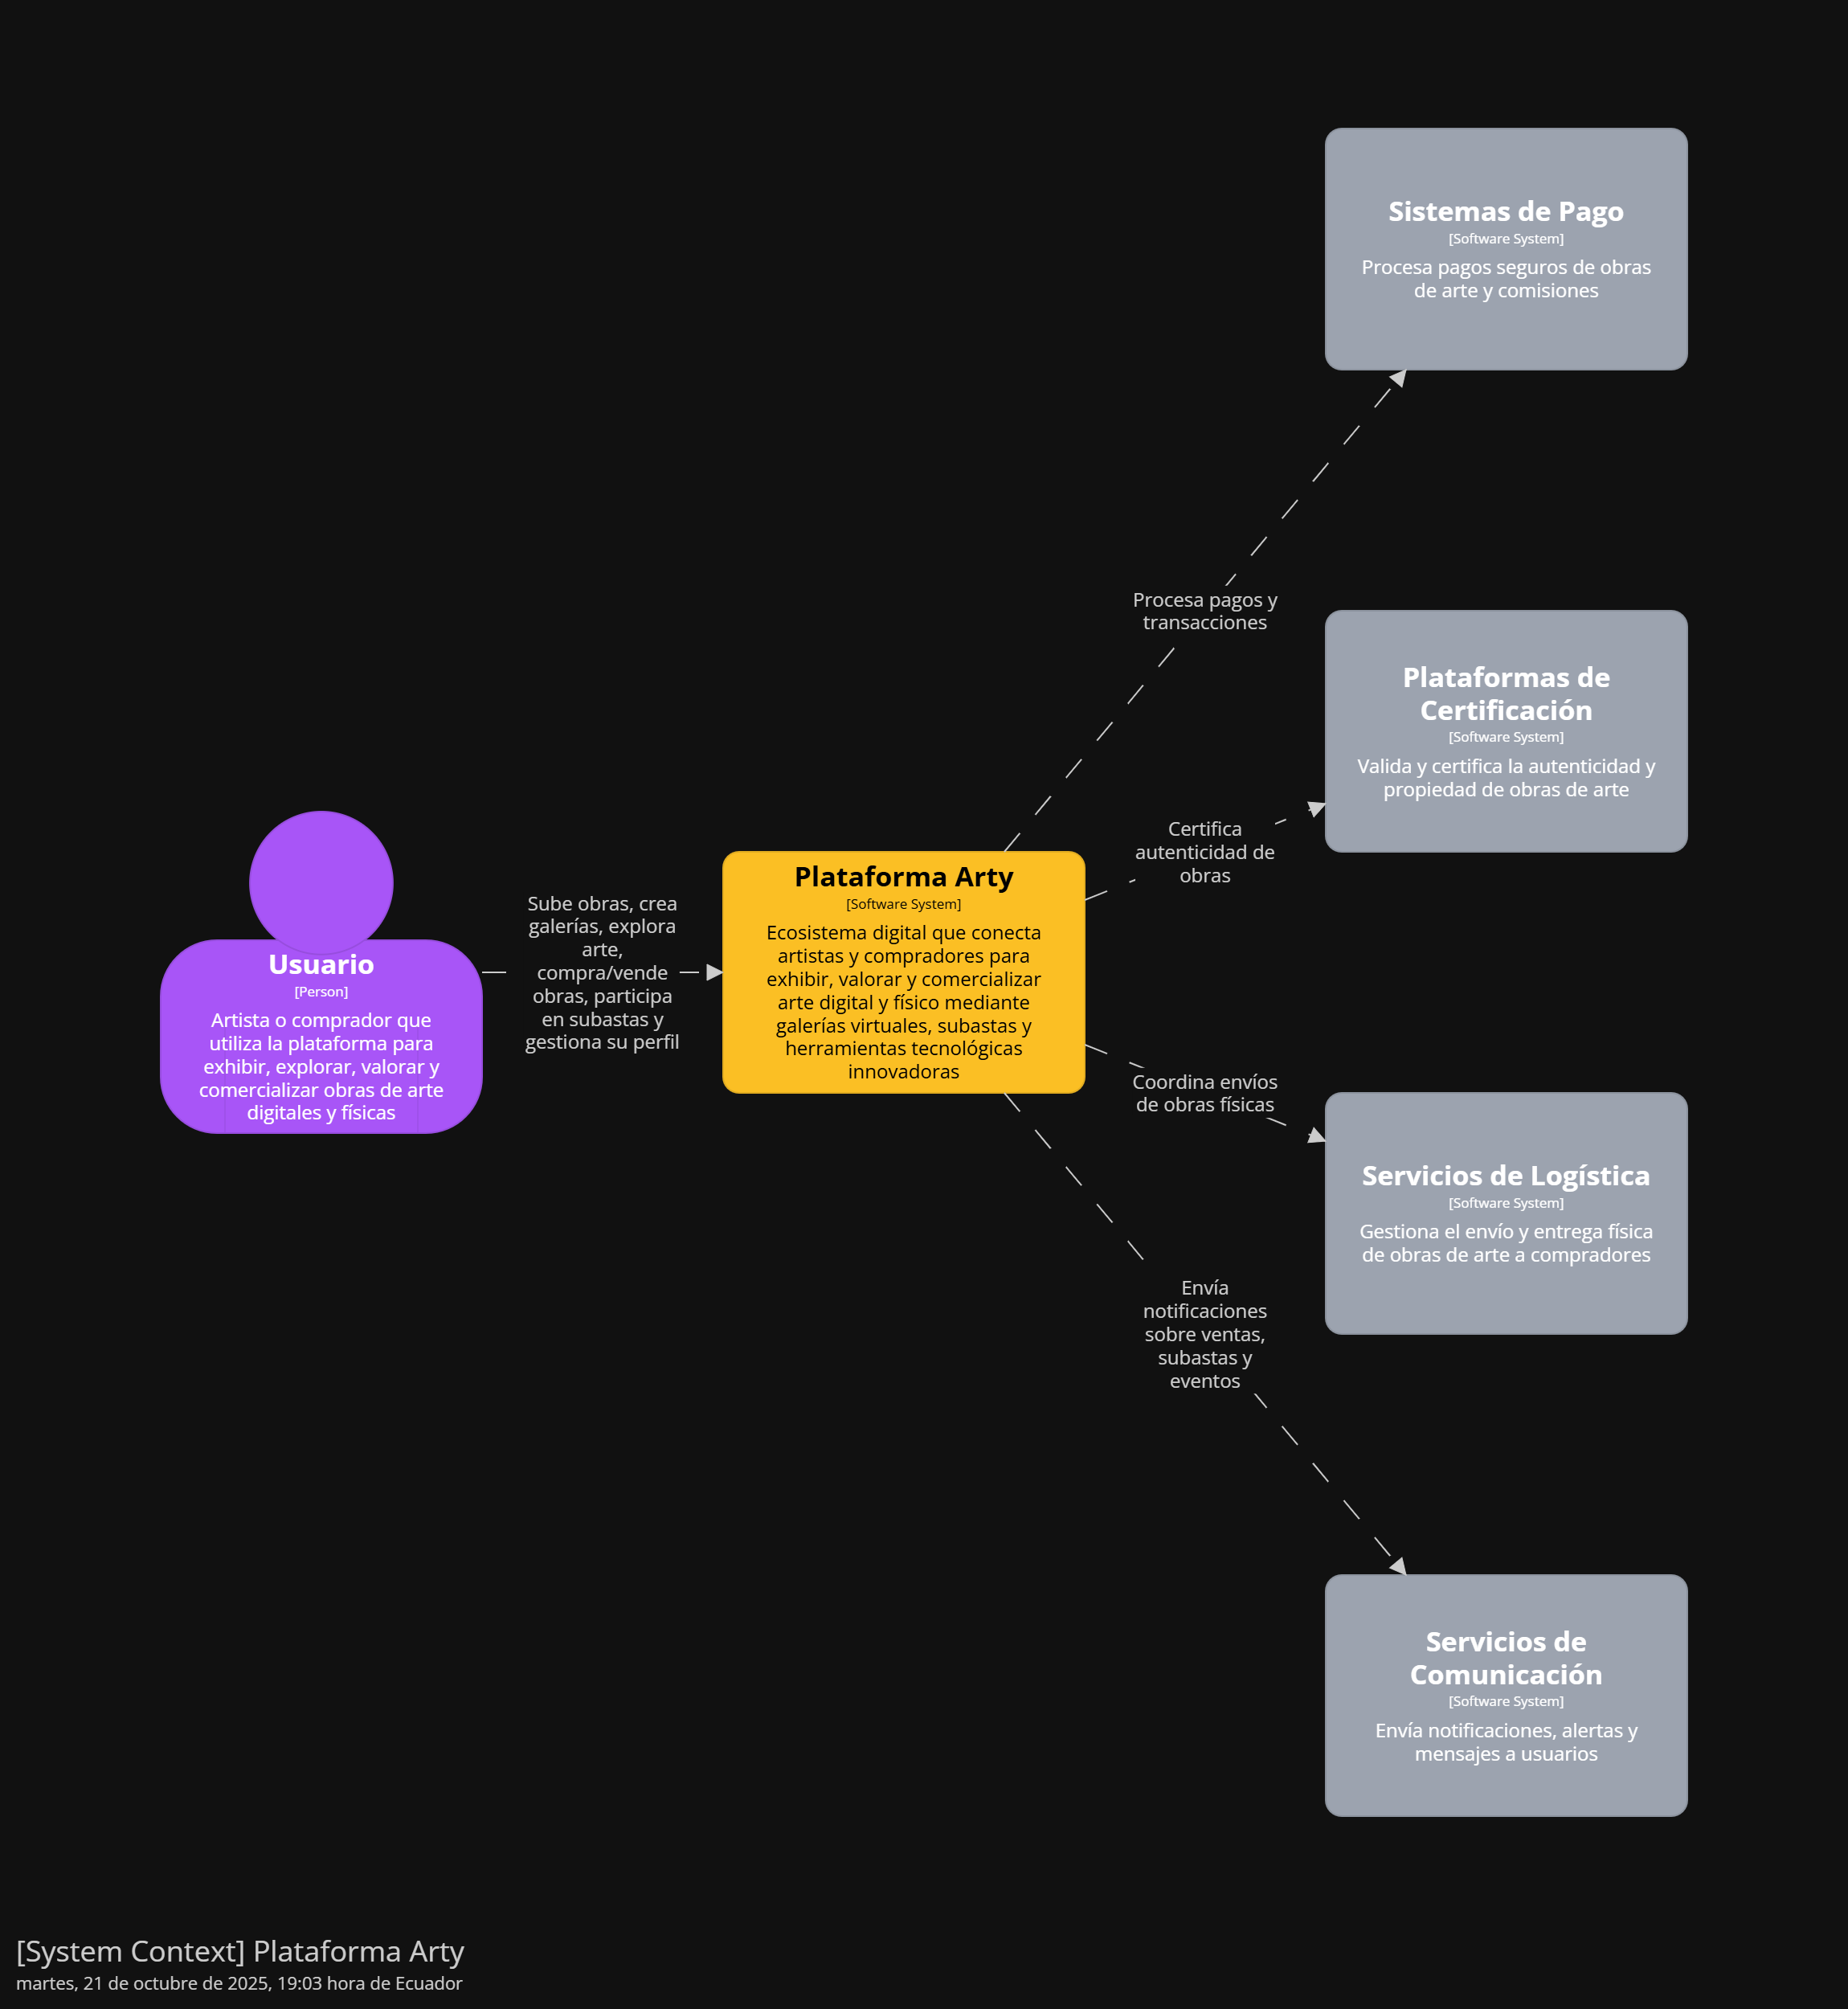 Sistemas de Pago
[Software System]
Procesa pagos seguros de obras
de arte y comisiones
Procesa pagos y
transacciones
Plataformas de
Certificación
[Software System]
Valida y certifica la autenticidad y
propiedad de obras de arte
Certifica
autenticidad de
obras
Usuario
[Person]
Artista o comprador que
utiliza la plataforma para
exhibir, explorar, valorar y
comercializar obras de arte
digitales y físicas
Sube obras, crea
galerías, explora
arte,
compra/vende
obras, participa
en subastas y
gestiona su perfil
Plataforma Arty
[Software System]
Ecosistema digital que conecta
artistas y compradores para
exhibir, valorar y comercializar
arte digital y físico mediante
galerías virtuales, subastas y
herramientas tecnológicas
innovadoras
Coordina envíos
de obras físicas
Servicios de Logística
[Software System]
Gestiona el envío y entrega física
de obras de arte a compradores
Envía
notificaciones
sobre ventas,
subastas y
eventos
Servicios de
Comunicación
[Software System]
Envía notificaciones, alertas y
mensajes a usuarios
[System Context] Plataforma Arty
martes, 21 de octubre de 2025, 19:03 hora de Ecuador